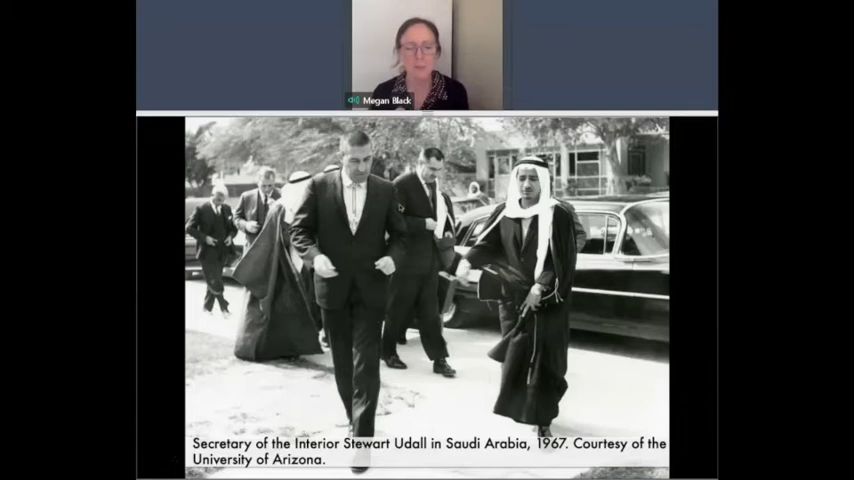 Megan Black
Secretary of the Interior Stewart Udall in Saudi Arabia, 1967. Courtesy of the
University of Arizona.